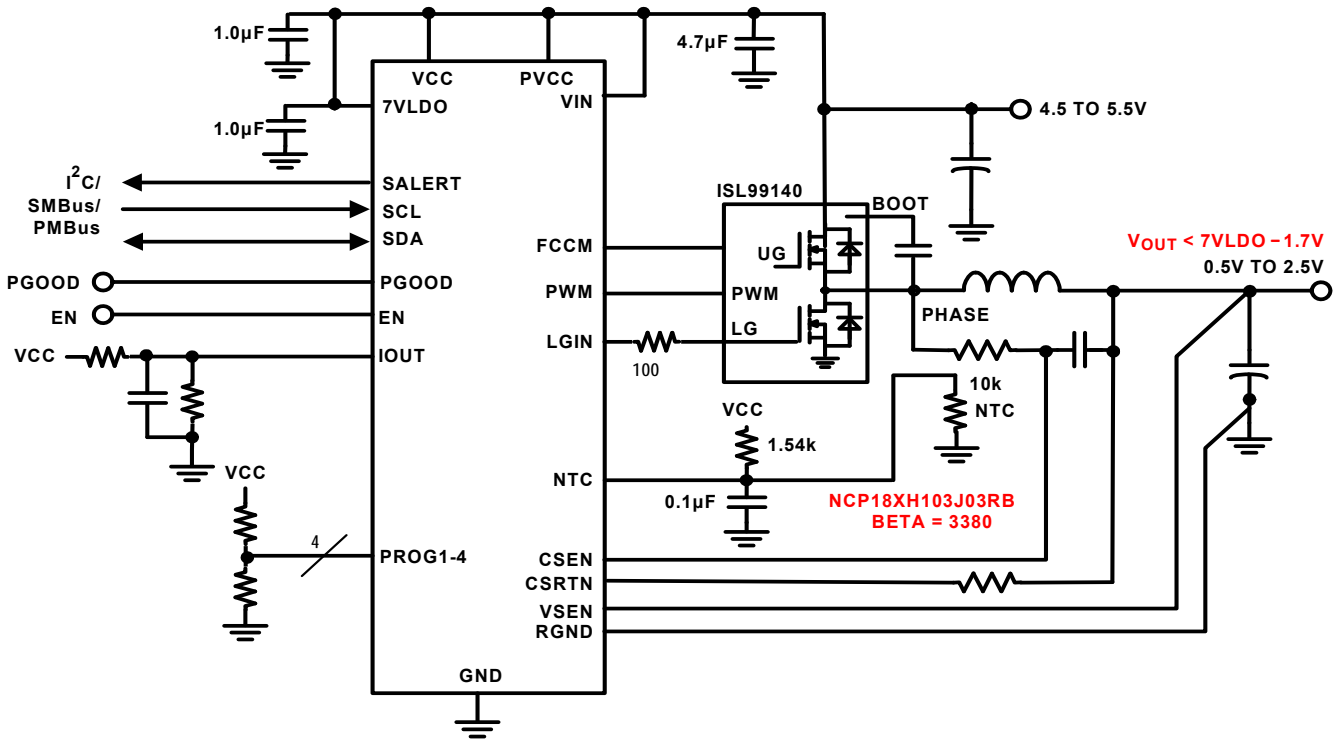 1.0µF
4.7µF
VCC
PVCC
VIN
7VLDO
1.0µF
4.5 TO 5.5V
I²C/
SMBus/
PMBus
SALERT
SCL
SDA
ISL99140
BOOT
FCCM
UG
VOUT < 7VLDO – 1.7V
0.5V TO 2.5V
PGOOD
PGOOD
PWM
PWM
EN
EN
PHASE
LG
LGIN
VCC
IOUT
100
10k
NTC
VCC
1.54k
VCC
NTC
0.1µF
NCP18XH103J03RB
BETA = 3380
4
PROG1-4
CSEN
CSRTN
VSEN
RGND
GND